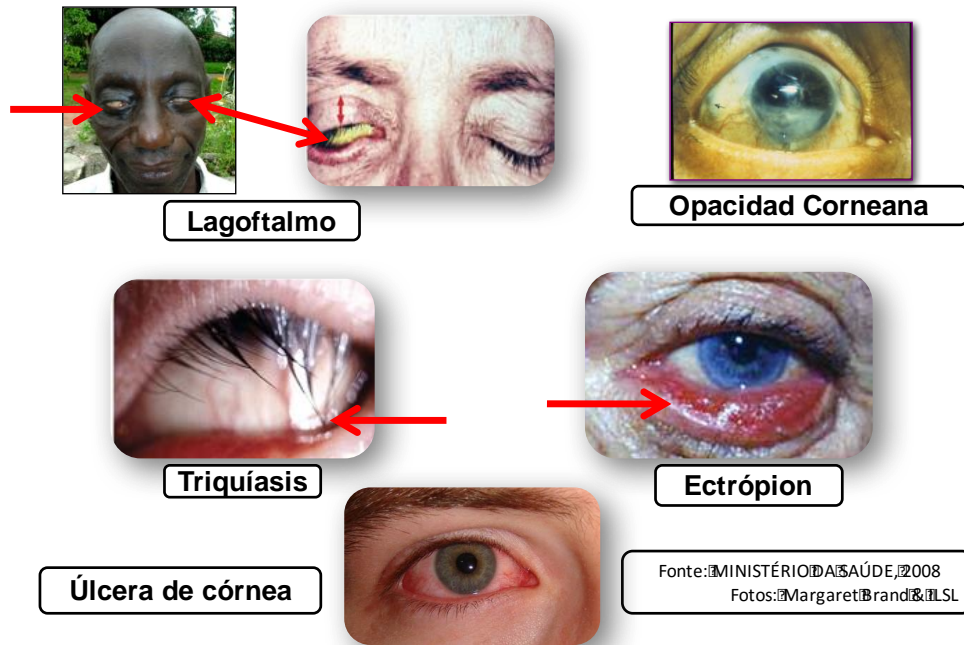 Lagoftalmo
Opacidad Corneana
Triquíasis
Ectrópion
Úlcera de córnea
Fonte: MINISTÉRIO DA SAÚDE, 2008
Fotos: Margaret Brand & ILSL